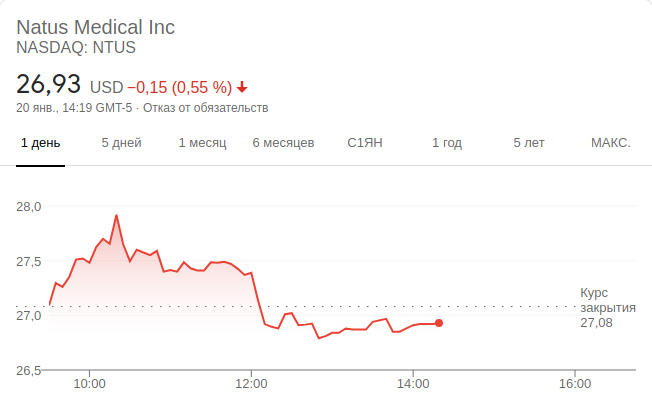 Natus Medical Inc
NASDAQ: NTUS
26,93 USD −0,15 (0,55 %)
20 янв., 14:19 GMT-5 · Отказ от обязательств
1 день 5 дней 1 месяц 6 месяцев С1ЯН 1 год 5 лет МАКС.
28,0
27,5
Курс
закрытия
27,0
27,08
26,5
10:00 12:00 14:00 16:00